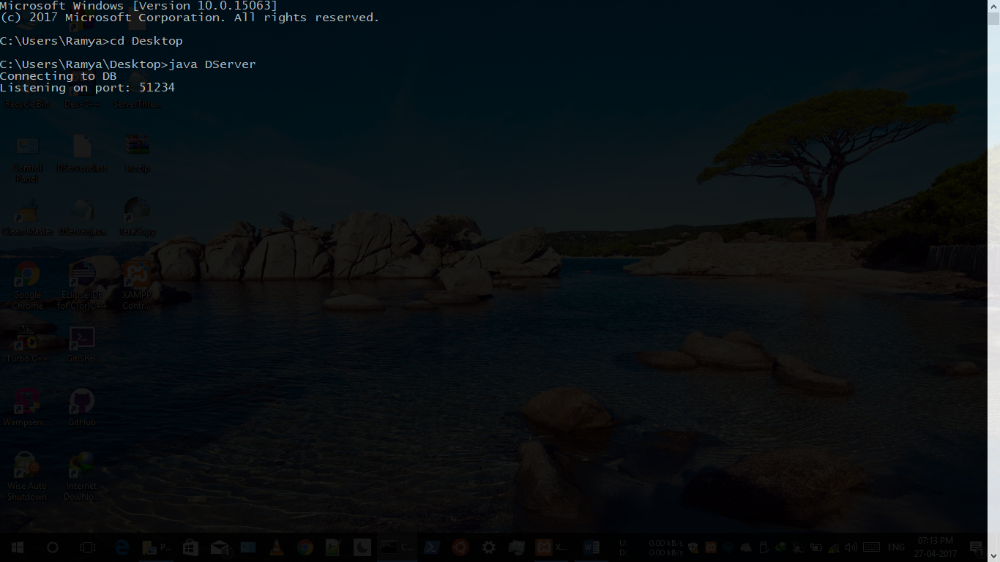 Microsoft Windows [Version 10.0.15063]
(c) 2017 Microsoft Corporation. All rights reserved.
C:\Users\Ramya>cd Desktop
C:\Users\Ramya\Desktop>java DServer
Connecting to DB
Listening on port: 51234
Recycle Bin
Dev-C++
ServerThre...
Control Panel
DServer.class
src.zip
Clean Master
DServer.java
TeraCopy
Google Chrome
Eclipse IDE for C(or)C++
XAMPP Contr...
Turbo C++
Git Shell
Wampserv...
GitHub
Wise Auto Shutdown
Internet Downlo...
P...
C...
X...
U: 0.00 kB/s
D: 0.00 kB/s
ENG
07:13 PM
27-04-2017